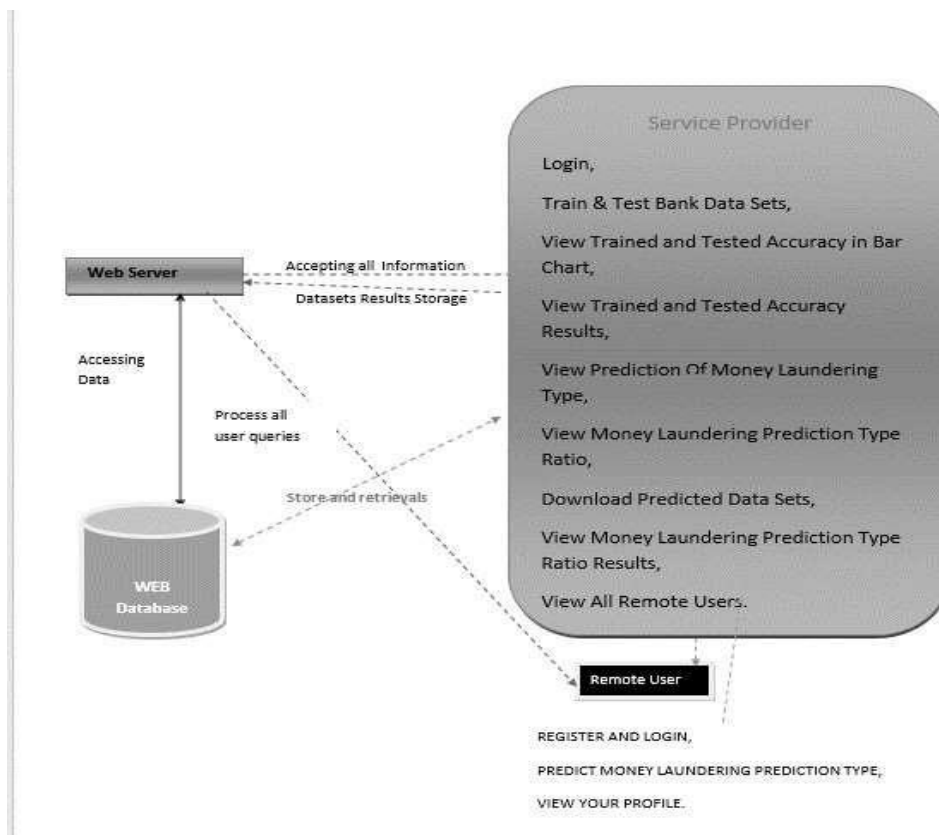 Service Provider
Login,
Train & Test Bank Data Sets,
View Trained and Tested Accuracy in Bar
Chart,
View Trained and Tested Accuracy
Results,
View Prediction Of Money Laundering
Type,
View Money Laundering Prediction Type
Ratio,
Download Predicted Data Sets,
View Money Laundering Prediction Type
Ratio Results,
View All Remote Users.
Web Server
Accepting all Information
Datasets Results Storage
Accessing
Data
Process all
user queries
Store and retrievals
WEB
Database
Remote User
REGISTER AND LOGIN,
PREDICT MONEY LAUNDERING PREDICTION TYPE,
VIEW YOUR PROFILE.